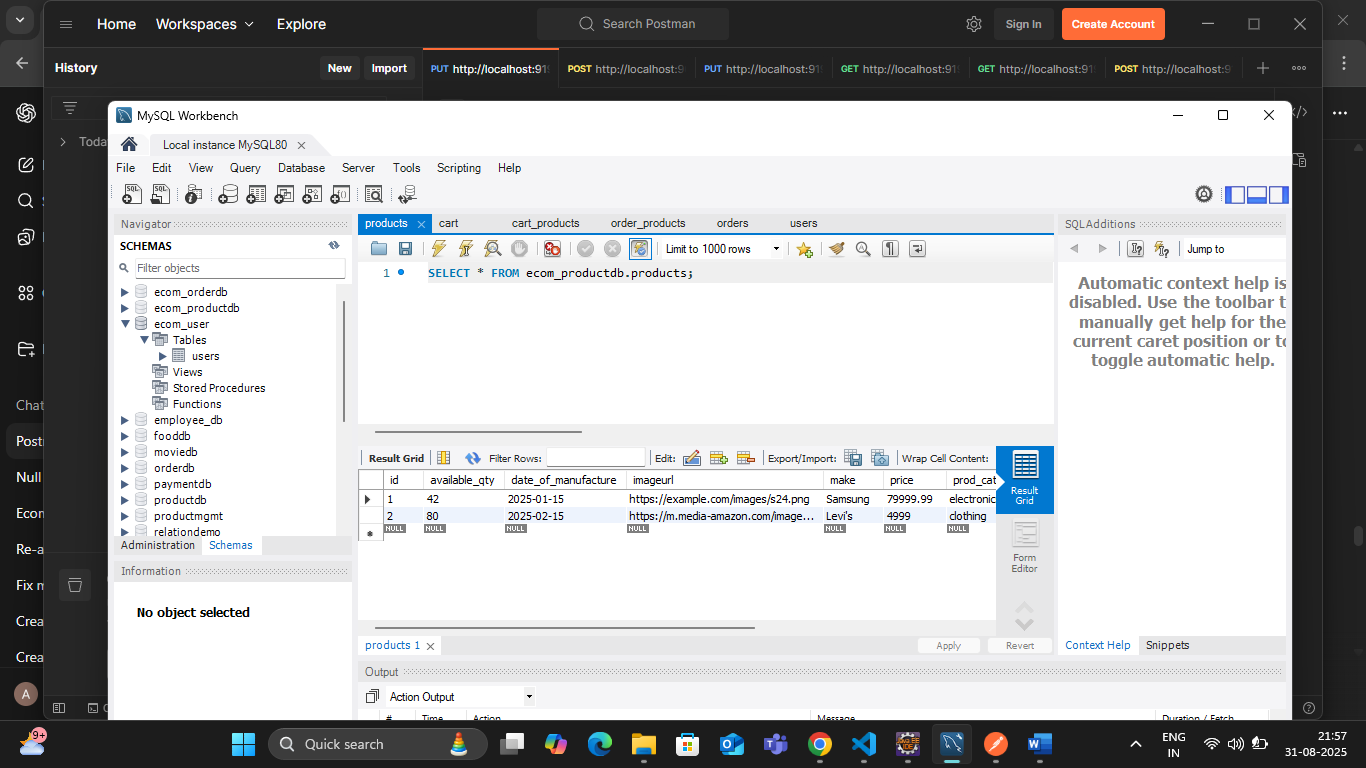 Home Workspaces Explore Search Postman Sign In Create Account
History New Import PUT http://localhost:91 POST http://localhost:9 PUT http://localhost:91 GET http://localhost:91 GET http://localhost:91 POST http://localhost:9
Toda
MySQL Workbench
Local instance MySQL80
File Edit View Query Database Server Tools Scripting Help
Navigator
SCHEMAS
Filter objects
ecom_orderdb
ecom_productdb
ecom_user
Tables
users
Views
Stored Procedures
Functions
employee_db
fooddb
moviedb
orderdb
paymentdb
productdb
productmgmt
relationdemo
Administration Schemas
Information
No object selected
products cart cart_products order_products orders users
Limit to 1000 rows
1 SELECT * FROM ecom_productdb.products;
Result Grid Filter Rows: Edit: Export/Import: Wrap Cell Content:
id available_qty date_of_manufacture imageurl make price prod_cat
1 42 2025-01-15 https://example.com/images/s24.png Samsung 79999.99 electronic
2 80 2025-02-15 https://m.media-amazon.com/image... Levi's 4999 clothing
NULL NULL NULL NULL NULL NULL NULL
Result
Grid
Form
Editor
products 1 Apply Revert
Output
Action Output
# Time Action Message Duration / Fetch
SQLAdditions
Jump to
Automatic context help is
disabled. Use the toolbar t
manually get help for the
current caret position or to
toggle automatic help.
Context Help Snippets
Chat
Post
Null
Econ
Re-a
Fix m
Crea
Crea
A
9+
Quick search
ENG
IN
21:57
31-08-2025